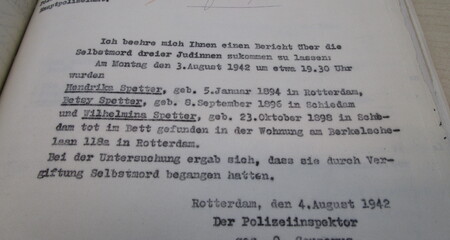 Hauptpolizeiamt,
Ich beehre mich Ihnen einen Bericht über die
Selbstmord dreier Judinnen zukommen zu lassen:
Am Montag den 3.August 1942 um etwa 19.30 Uhr
wurden
Hendrika Spetter, geb. 5.Januar 1894 in Rotterdam,
Betsy Spetter, geb. 8.September 1896 in Schiedam
und Wilhelmina Spetter, geb. 23.Oktober 1898 in Schie-
dam tot im Bett gefunden in der Wohnung am Berkelsche-
laan 118a in Rotterdam.
Bei der Untersuchung ergab sich, dass sie durch Ver-
giftung Selbstmord begangen hatten.
Rotterdam, den 4.August 1942
Der Polizeiinspektor